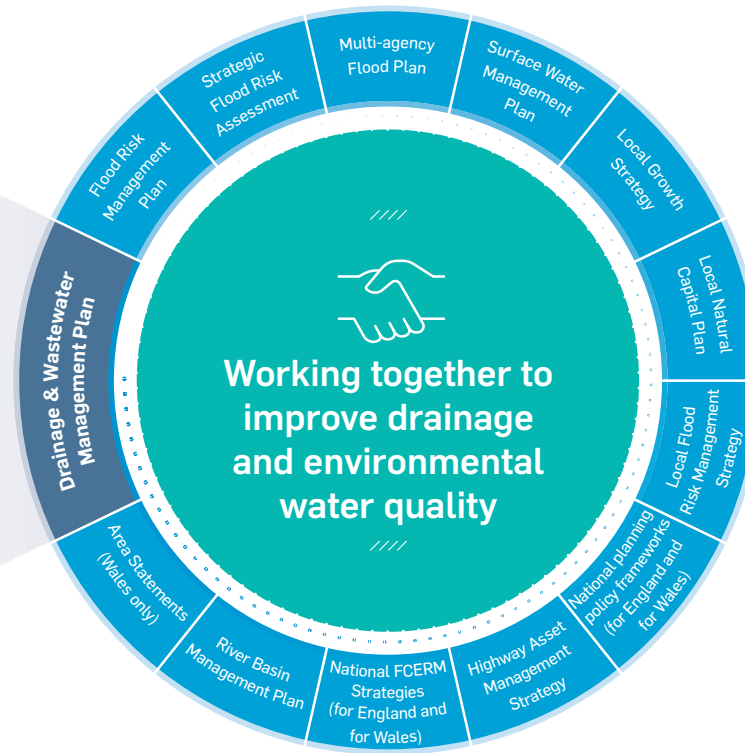 Multi-agency
Flood Plan
Surface Water
Management
Plan
Local Growth
Strategy
Local Natural
Capital Plan
Local Flood
Risk Management
Strategy
National planning
policy frameworks
(for England and
for Wales)
Highway Asset
Management
Strategy
National FCERM
Strategies
(for England and
for Wales)
River Basin
Management Plan
Area Statements
(Wales only)
Drainage & Wastewater
Management Plan
Flood Risk
Management
Plan
Strategic
Flood Risk
Assessment
Working together to
improve drainage
and environmental
water quality